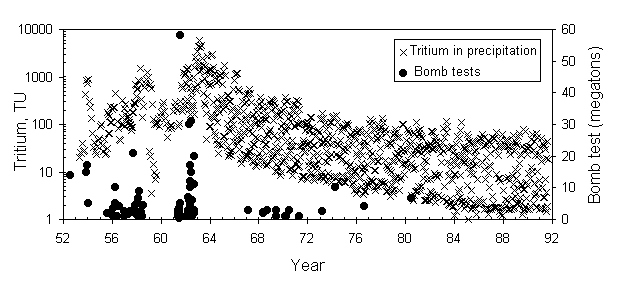 10000
1000
100
10
1
Tritium, TU
× Tritium in precipitation
● Bomb tests
60
50
40
30
20
10
0
Bomb test (megatons)
52 56 60 64 68 72 76 80 84 88 92
Year